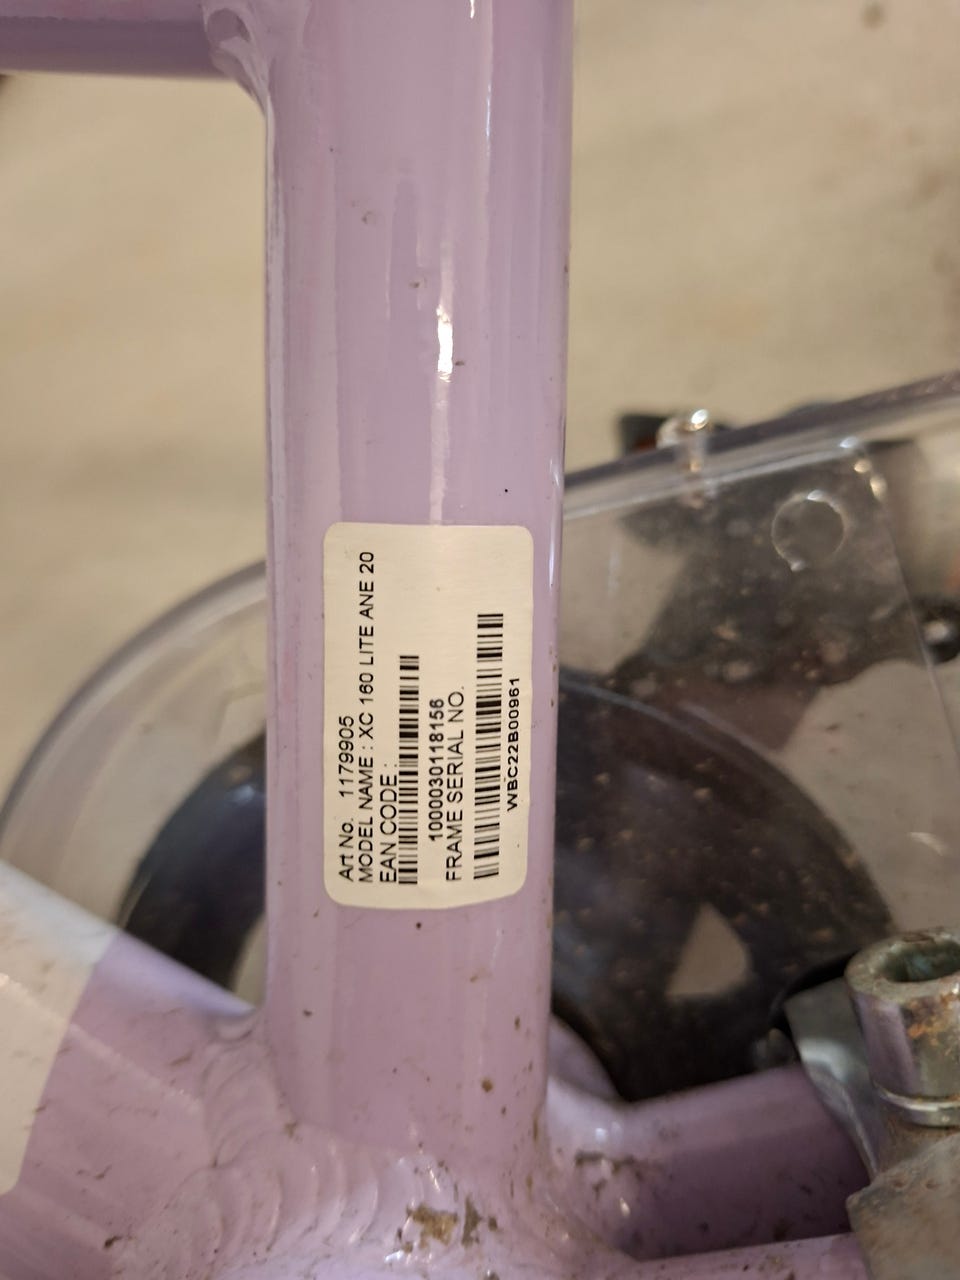 Art No. 1179905
MODEL NAME : XC 160 LITE ANE 20
EAN CODE :
1000030118156
FRAME SERIAL NO.
WBC22B00961